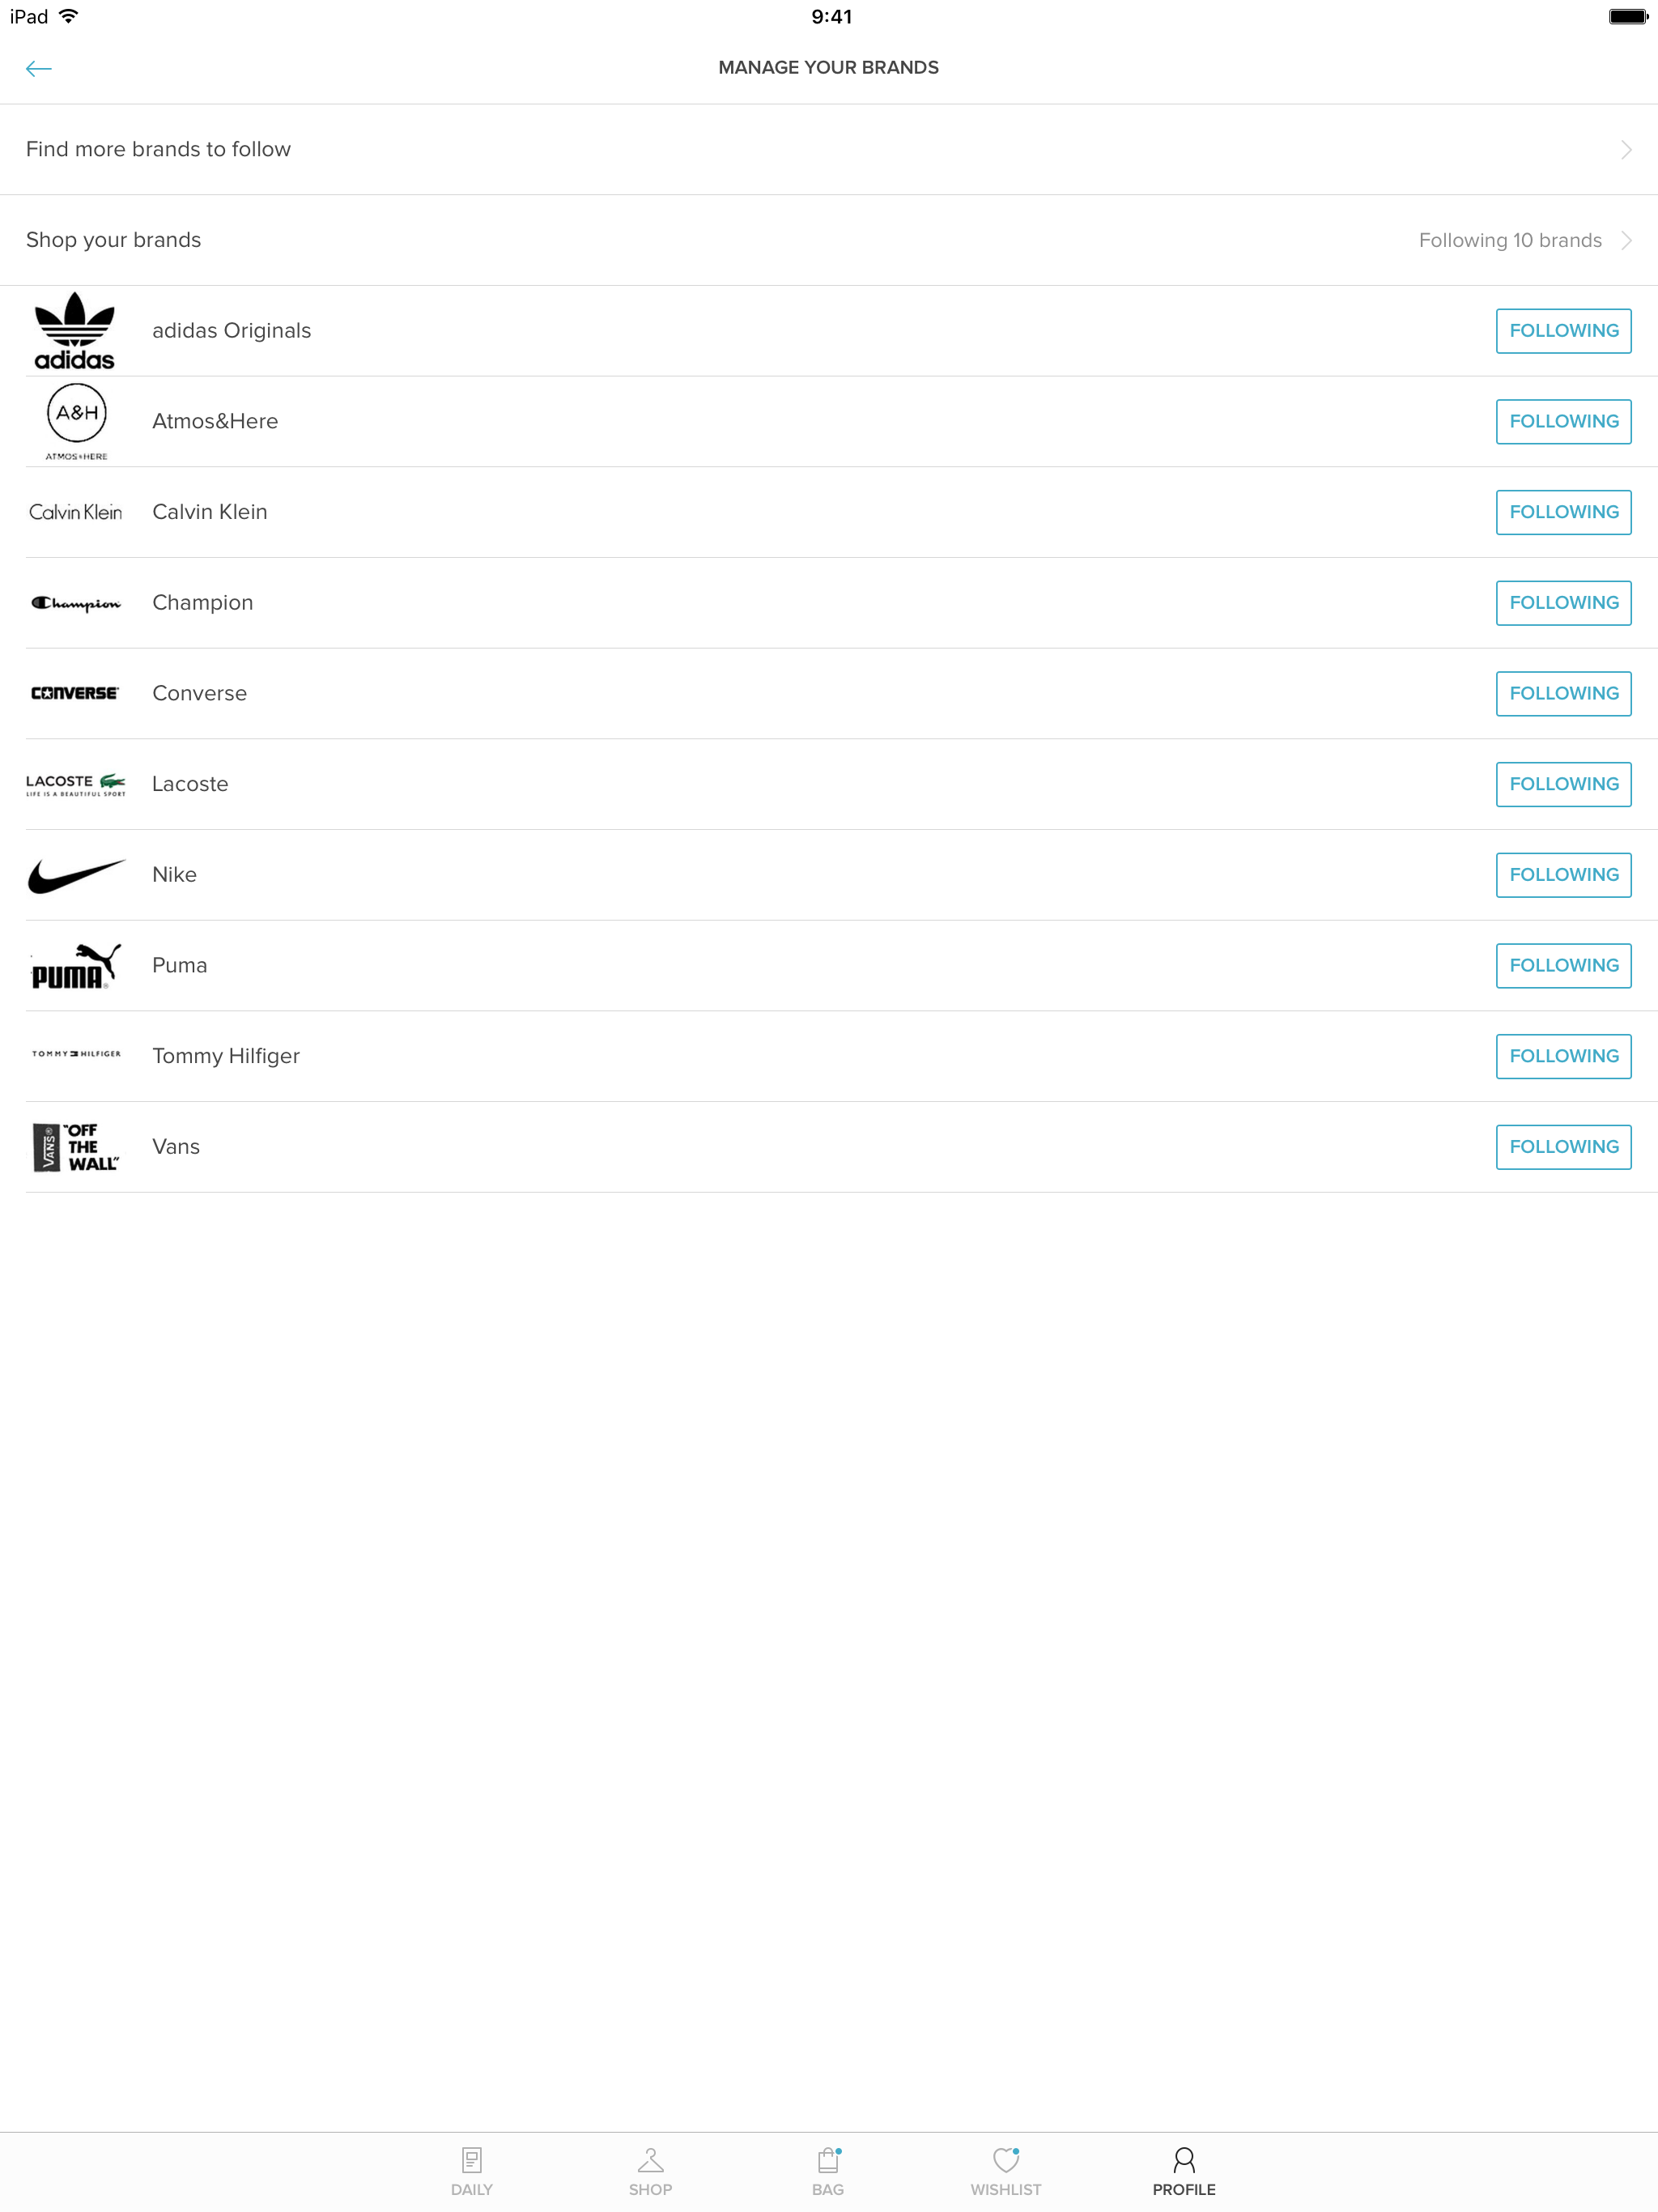 iPad 9:41
MANAGE YOUR BRANDS
Find more brands to follow
Shop your brands Following 10 brands
adidas
adidas Originals FOLLOWING
A&H
ATMOS&HERE
Atmos&Here FOLLOWING
Calvin Klein Calvin Klein FOLLOWING
Champion Champion FOLLOWING
CONVERSE Converse FOLLOWING
LACOSTE
LIFE IS A BEAUTIFUL SPORT
Lacoste FOLLOWING
Nike FOLLOWING
PUMA® Puma FOLLOWING
TOMMY HILFIGER Tommy Hilfiger FOLLOWING
VANS® "OFF
THE
WALL"
Vans FOLLOWING
DAILY SHOP BAG WISHLIST PROFILE